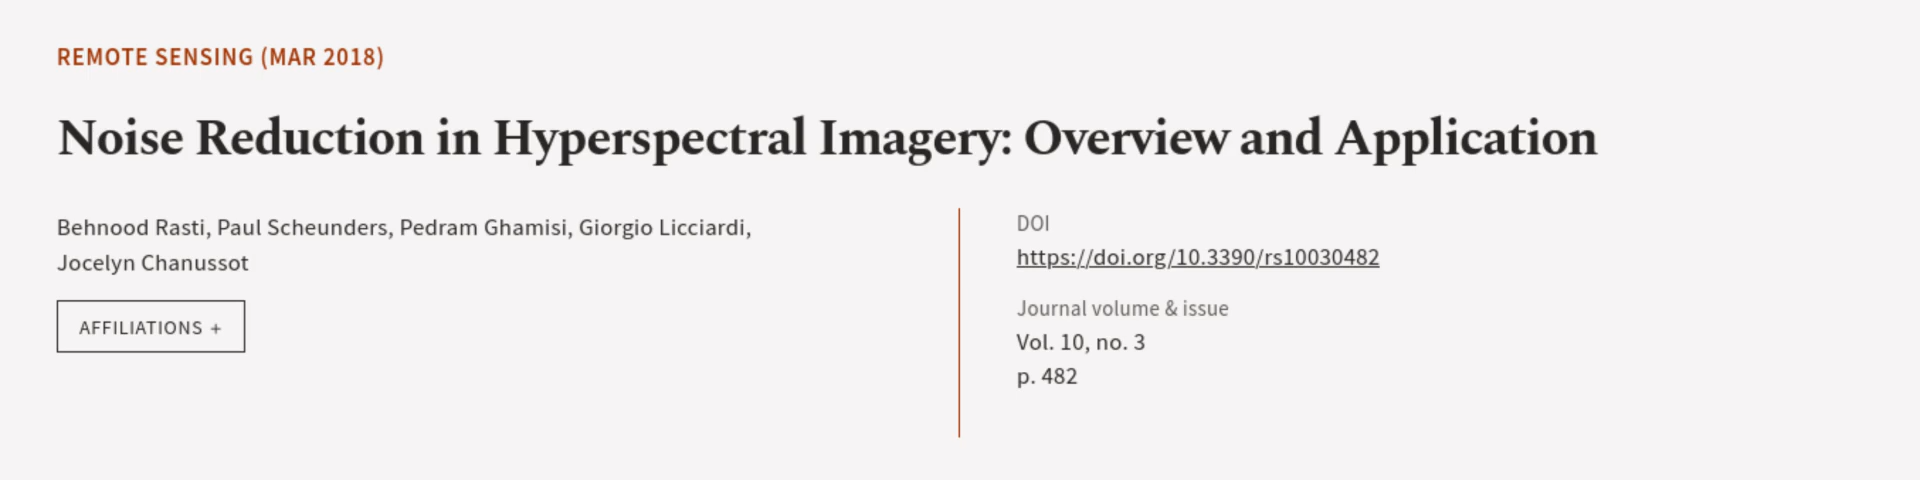 REMOTE SENSING (MAR 2018)
Noise Reduction in Hyperspectral Imagery: Overview and Application
Behnood Rasti, Paul Scheunders, Pedram Ghamisi, Giorgio Licciardi,
Jocelyn Chanussot
AFFILIATIONS +
DOI
https://doi.org/10.3390/rs10030482
Journal volume & issue
Vol. 10, no. 3
p. 482